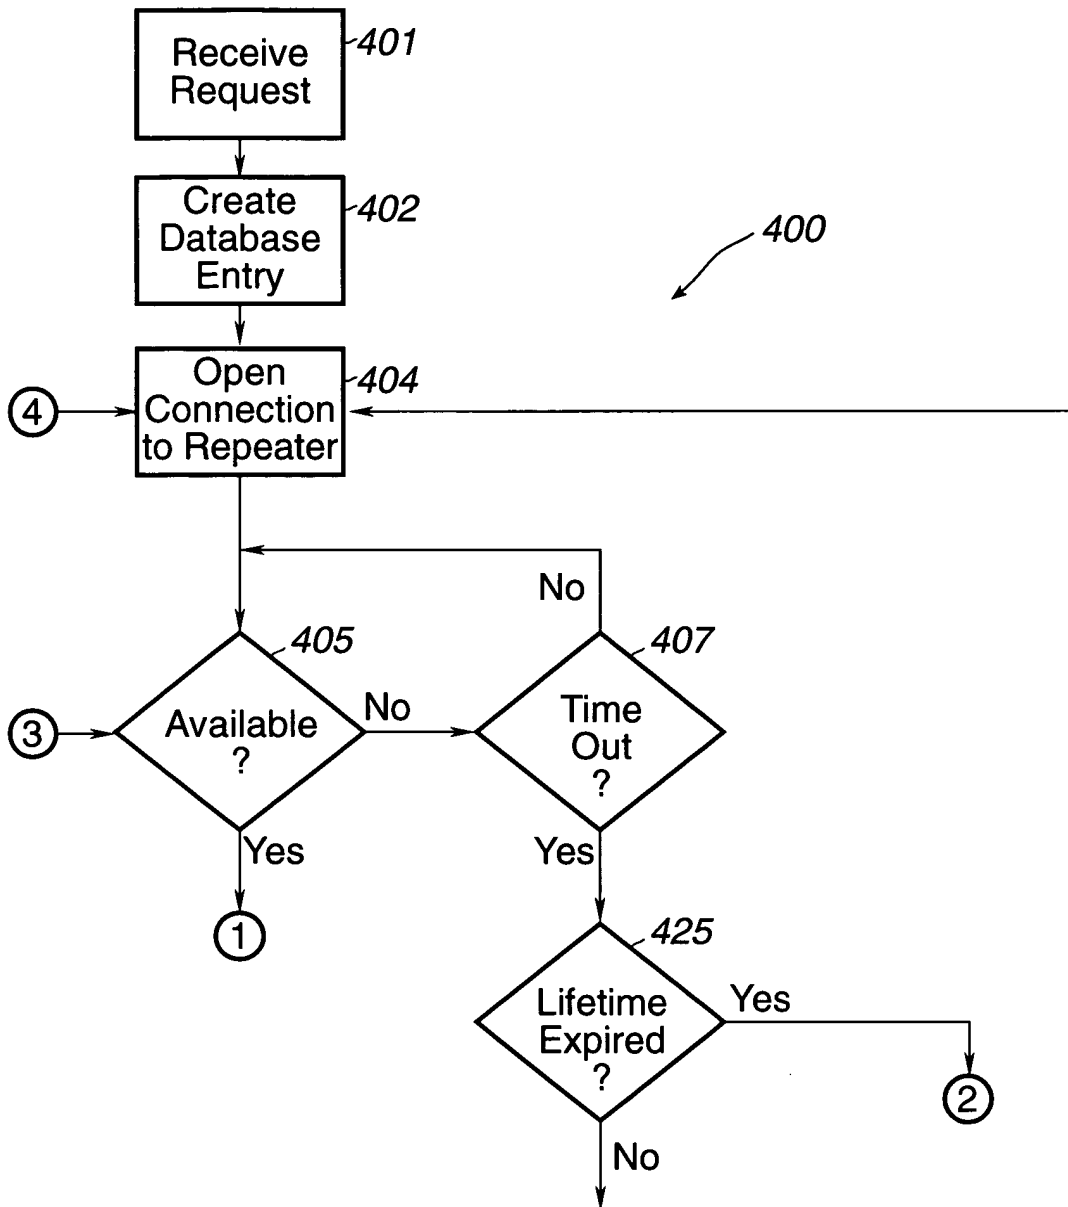 Receive
Request
401
Create
Database
Entry
402
400
Open
Connection
to Repeater
404
4
No
405
407
3
Available
?
No
Time
Out
?
Yes
Yes
1
425
Lifetime
Expired
?
Yes
2
No